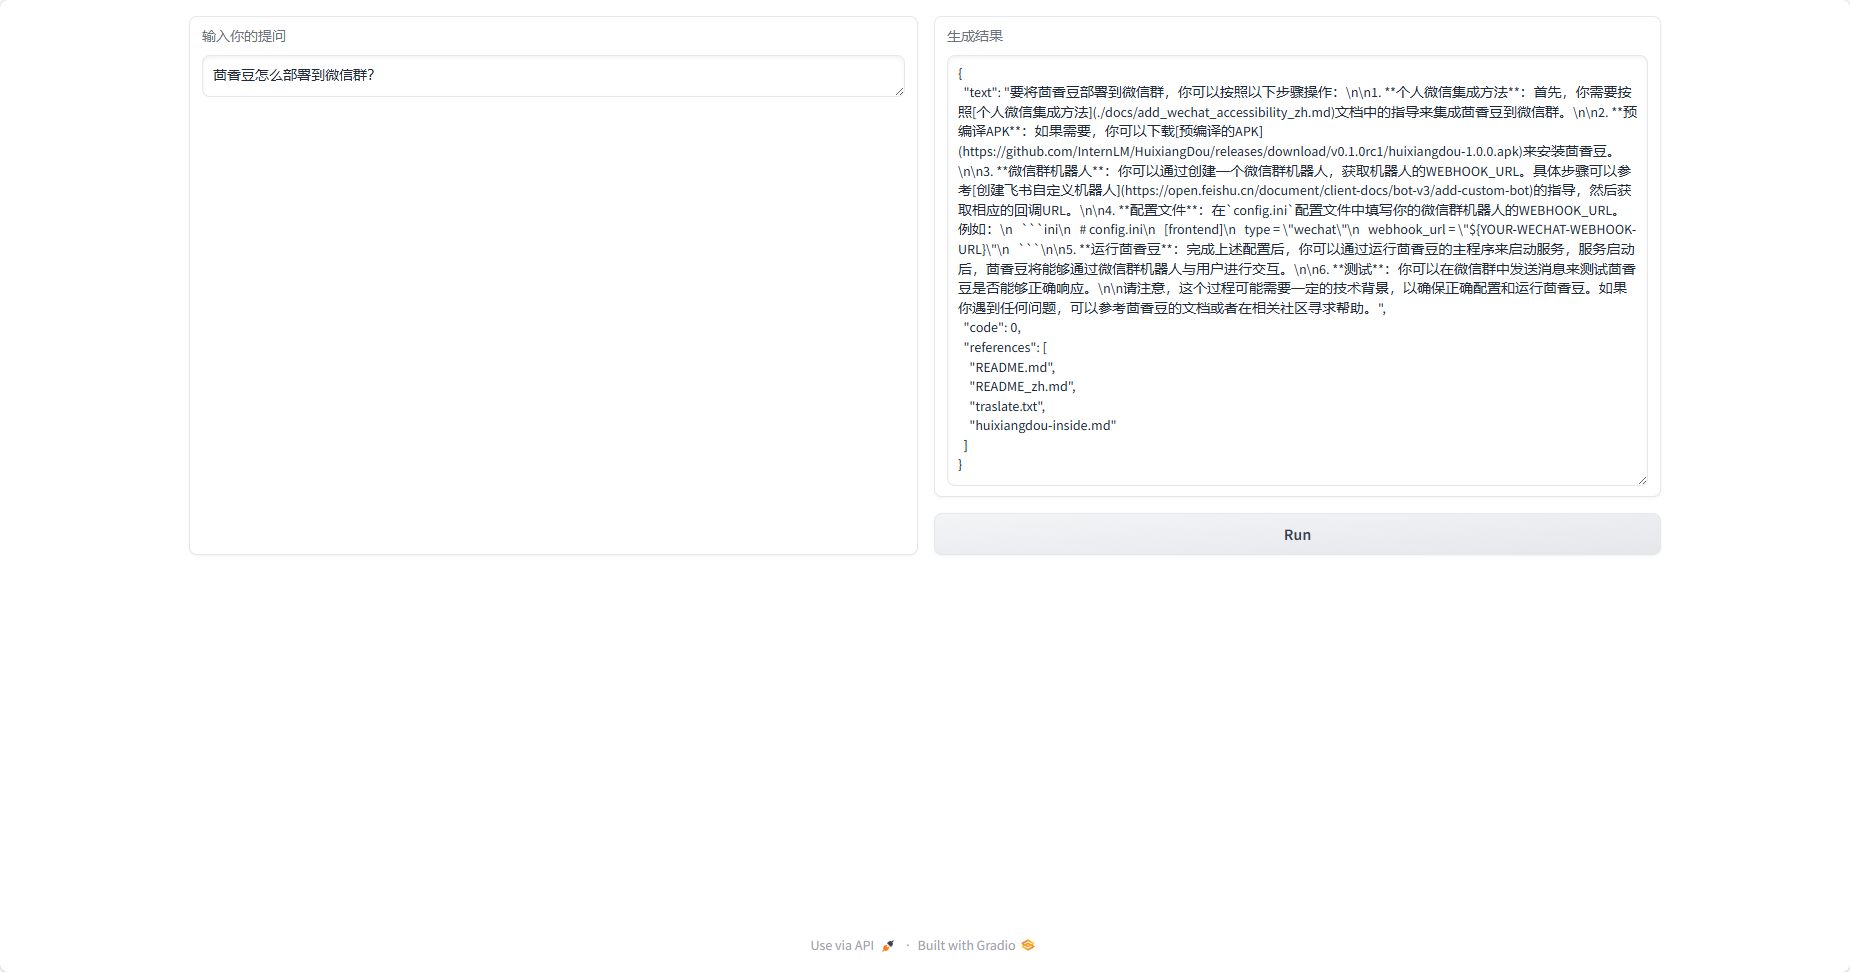 输入你的提问
茴香豆怎么部署到微信群?
生成结果
{
"text": "要将茴香豆部署到微信群，你可以按照以下步骤操作：\n\n1. **个人微信集成方法**：首先，你需要按
照[个人微信集成方法](./docs/add_wechat_accessibility_zh.md)文档中的指导来集成茴香豆到微信群。\n\n2. **预
编译APK**：如果需要，你可以下载[预编译的APK]
(https://github.com/InternLM/HuixiangDou/releases/download/v0.1.0rc1/huixiangdou-1.0.0.apk)来安装茴香豆。
\n\n3. **微信群机器人**：你可以通过创建一个微信群机器人，获取机器人的WEBHOOK_URL。具体步骤可以参
考[创建飞书自定义机器人](https://open.feishu.cn/document/client-docs/bot-v3/add-custom-bot)的指导，然后获
取相应的回调URL。\n\n4. **配置文件**：在`config.ini`配置文件中填写你的微信群机器人的WEBHOOK_URL。
例如：\n ```ini\n # config.ini\n [frontend]\n type = \"wechat\"\n webhook_url = \"${YOUR-WECHAT-WEBHOOK-
URL}\"\n ```\n\n5. **运行茴香豆**：完成上述配置后，你可以通过运行茴香豆的主程序来启动服务，服务启动
后，茴香豆将能够通过微信群机器人与用户进行交互。\n\n6. **测试**：你可以在微信群中发送消息来测试茴香
豆是否能够正确响应。\n\n请注意，这个过程可能需要一定的技术背景，以确保正确配置和运行茴香豆。如果
你遇到任何问题，可以参考茴香豆的文档或者在相关社区寻求帮助。",
"code": 0,
"references": [
"README.md",
"README_zh.md",
"traslate.txt",
"huixiangdou-inside.md"
]
}
Run
Use via API · Built with Gradio